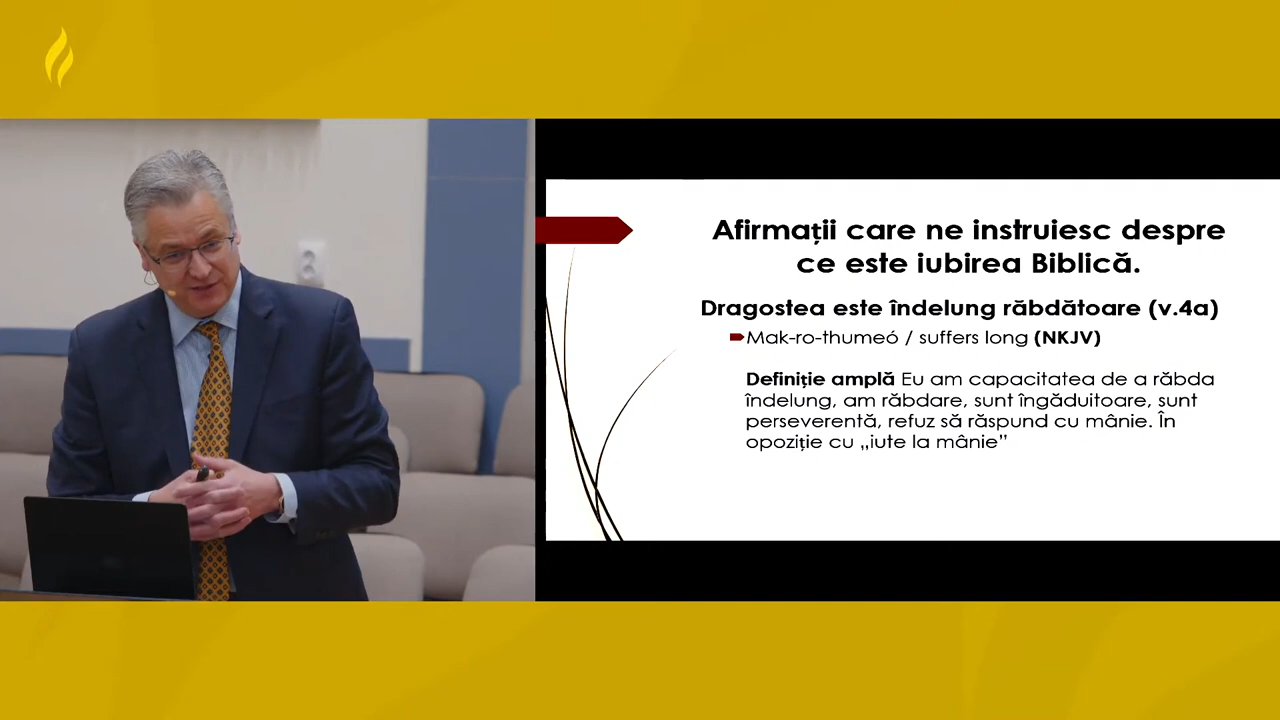 Afirmații care ne instruiesc despre
ce este iubirea Biblică.
Dragostea este îndelung răbdătoare (v.4a)
Mak-ro-thumeó / suffers long (NKJV)
Definiție amplă Eu am capacitatea de a răbda
îndelung, am răbdare, sunt îngăduitoare, sunt
perseverentă, refuz să răspund cu mânie. În
opoziție cu „iute la mânie”